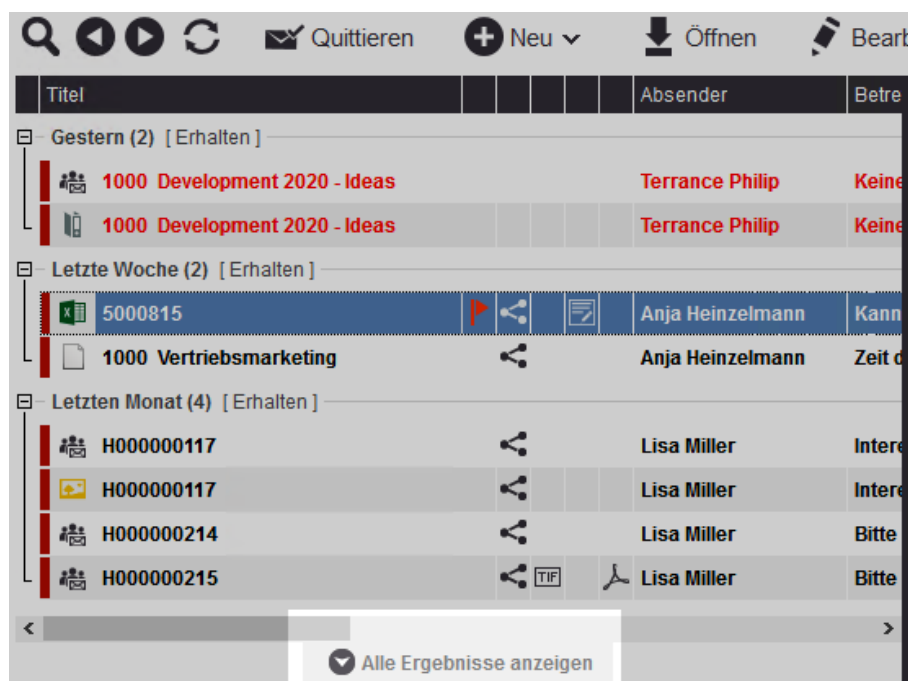 Quittieren Neu Öffnen Bearb
Titel Absender Betre
Gestern (2) [ Erhalten ]
1000 Development 2020 - Ideas Terrance Philip Keine
1000 Development 2020 - Ideas Terrance Philip Keine
Letzte Woche (2) [ Erhalten ]
5000815 Anja Heinzelmann Kann
1000 Vertriebsmarketing Anja Heinzelmann Zeit d
Letzten Monat (4) [ Erhalten ]
H000000117 Lisa Miller Intere
H000000117 Lisa Miller Intere
H000000214 Lisa Miller Bitte
H000000215 TIF Lisa Miller Bitte
Alle Ergebnisse anzeigen